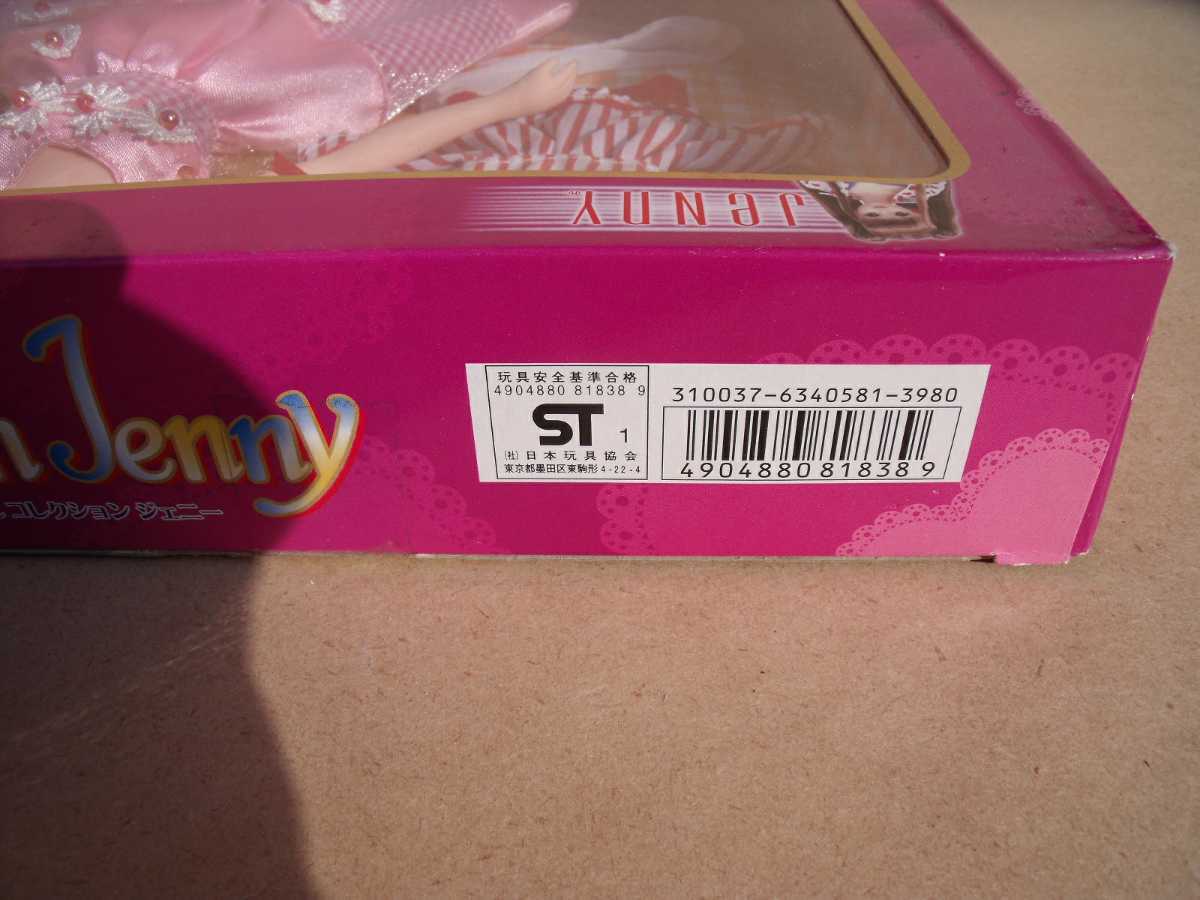 JENNY
Jenny
コレクション ジェニー
玩具安全基準合格
4904880 81838 9
ST 1
(社)日本玩具協会
東京都墨田区東駒形4-22-4
310037-6340581-3980
4904880818389